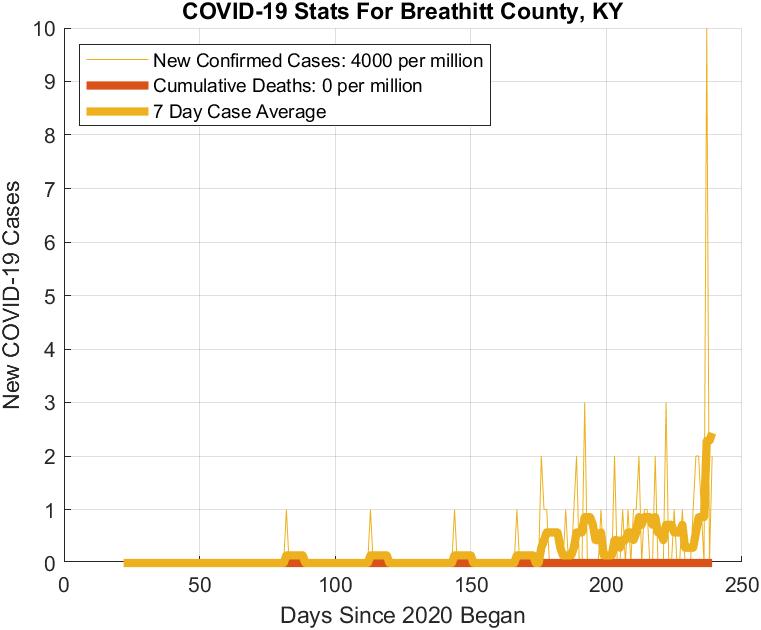 COVID-19 Stats For Breathitt County, KY
10
9
8
7
6
5
4
3
2
1
0
New COVID-19 Cases
New Confirmed Cases: 4000 per million
Cumulative Deaths: 0 per million
7 Day Case Average
0 50 100 150 200 250
Days Since 2020 Began